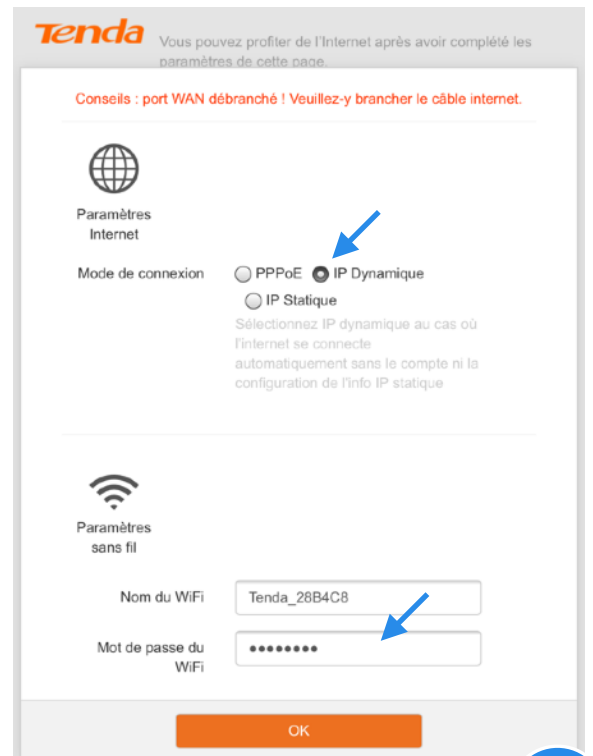 Tenda
Vous pouvez profiter de l'Internet après avoir complété les
paramètres de cette page.
Conseils : port WAN débranché ! Veuillez-y brancher le câble internet.
Paramètres
Internet
Mode de connexion
PPPoE IP Dynamique
IP Statique
Sélectionnez IP dynamique au cas où
l'internet se connecte
automatiquement sans le compte ni la
configuration de l'info IP statique
Paramètres
sans fil
Nom du WiFi
Tenda_28B4C8
Mot de passe du
WiFi
••••••••
OK